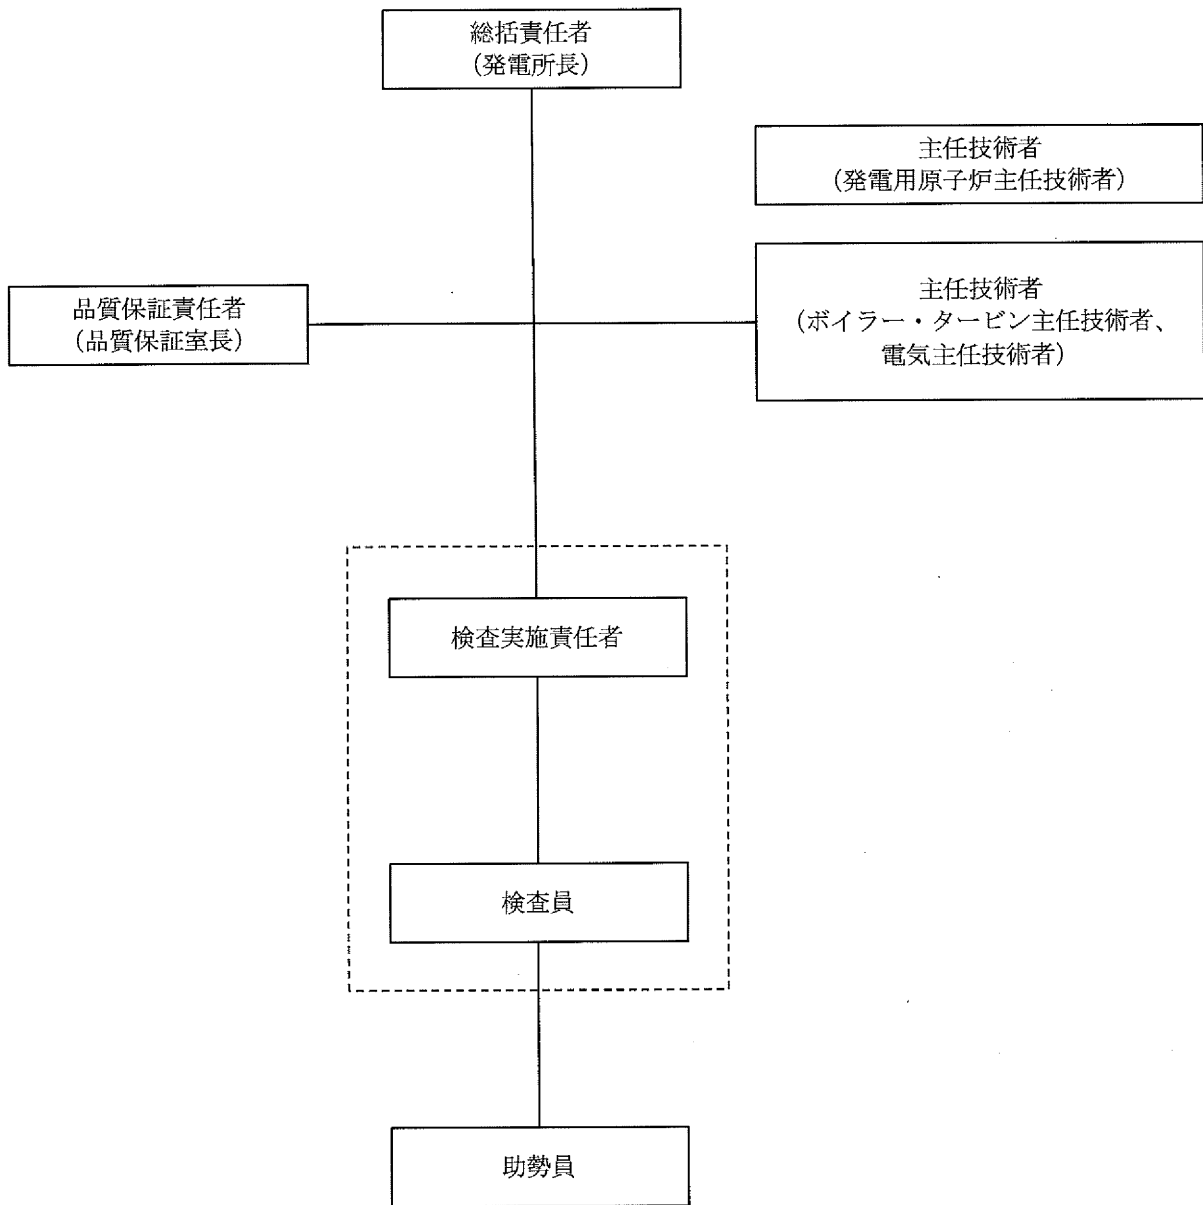 総括責任者
(発電所長)
主任技術者
(発電用原子炉主任技術者)
品質保証責任者
(品質保証室長)
主任技術者
(ボイラー・タービン主任技術者、
電気主任技術者)
検査実施責任者
検査員
助勢員